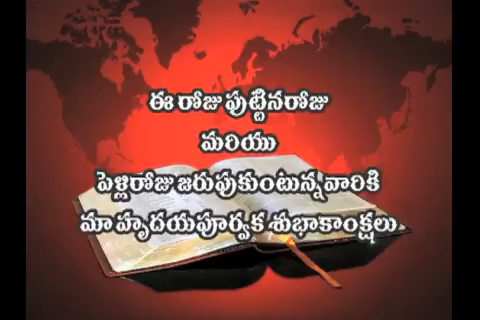 ఈ రోజు పుట్టినరోజు
మరియు
పెళ్లిరోజు జరుపుకుంటున్నవారికి
మా హృదయపూర్వక శుభాకాంక్షలు